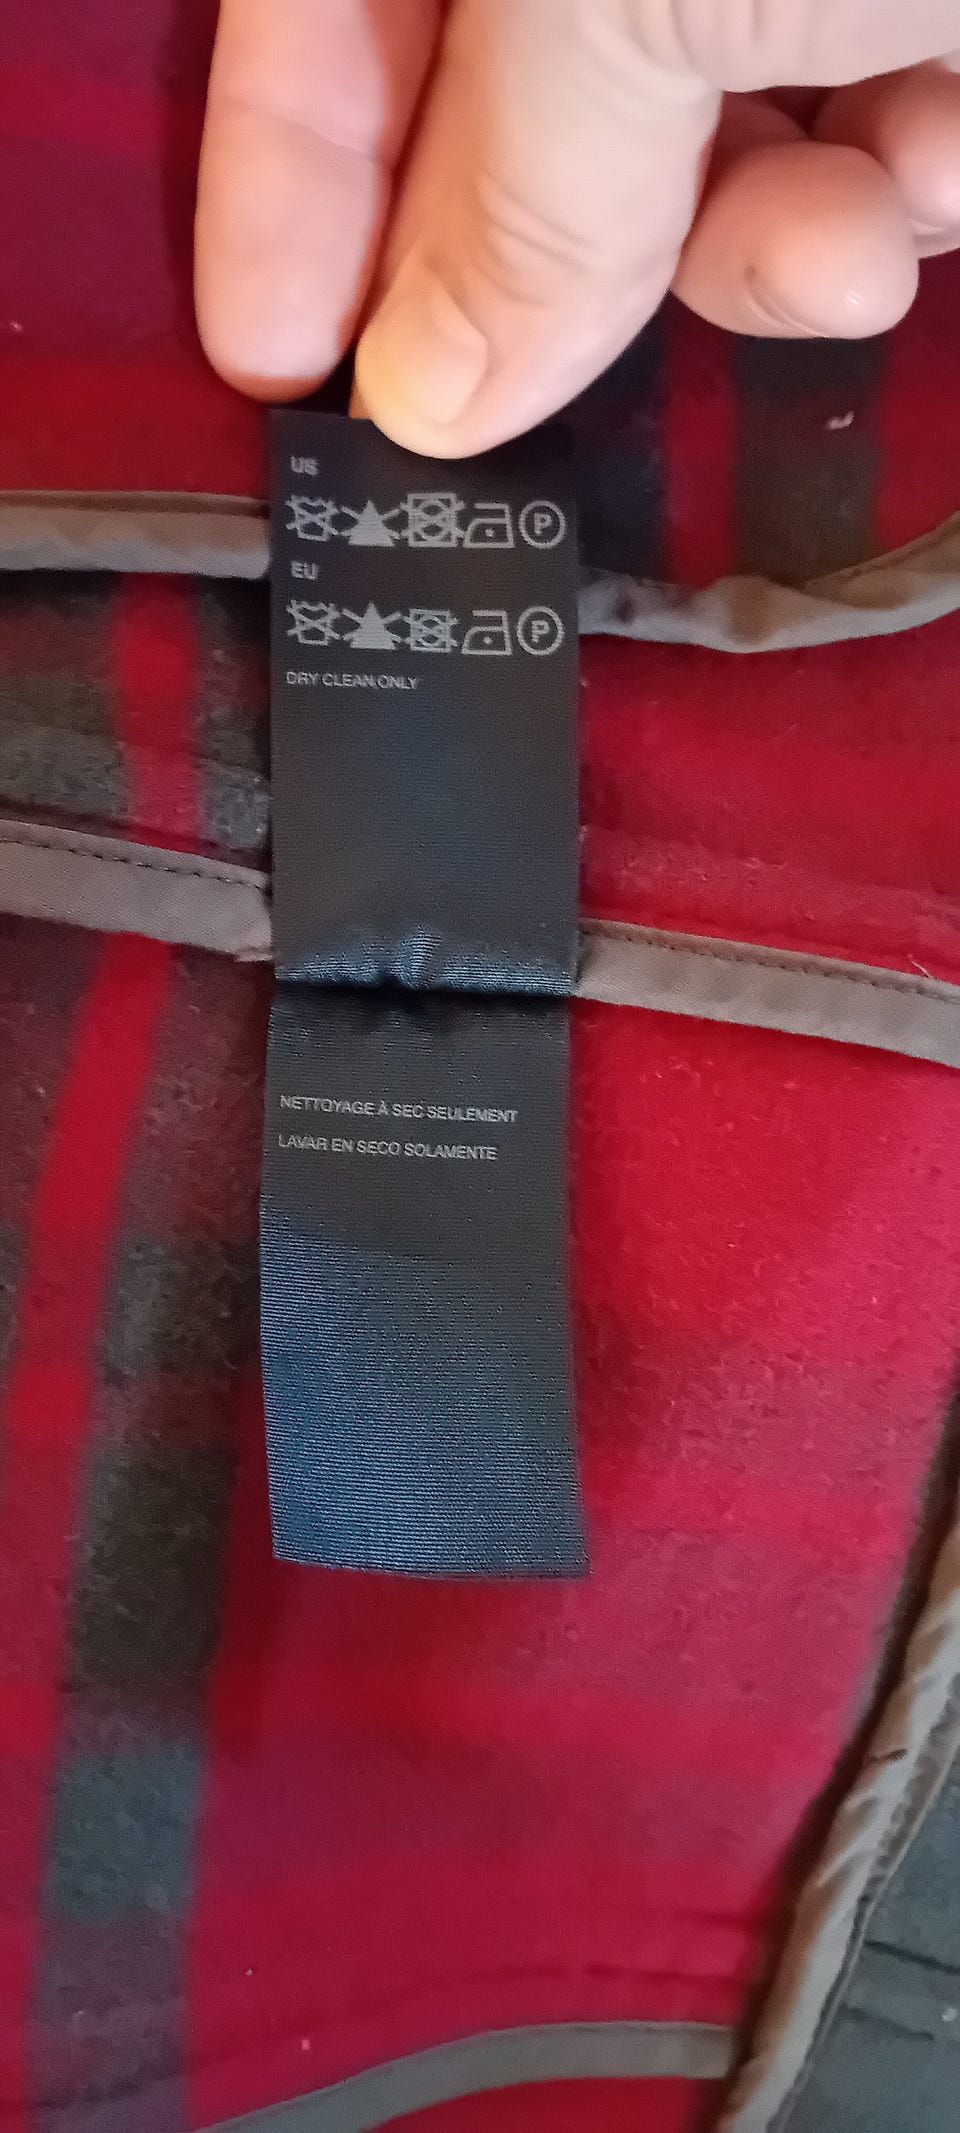 US
P
EU
P
DRY CLEAN ONLY
NETTOYAGE À SEC SEULEMENT
LAVAR EN SECO SOLAMENTE